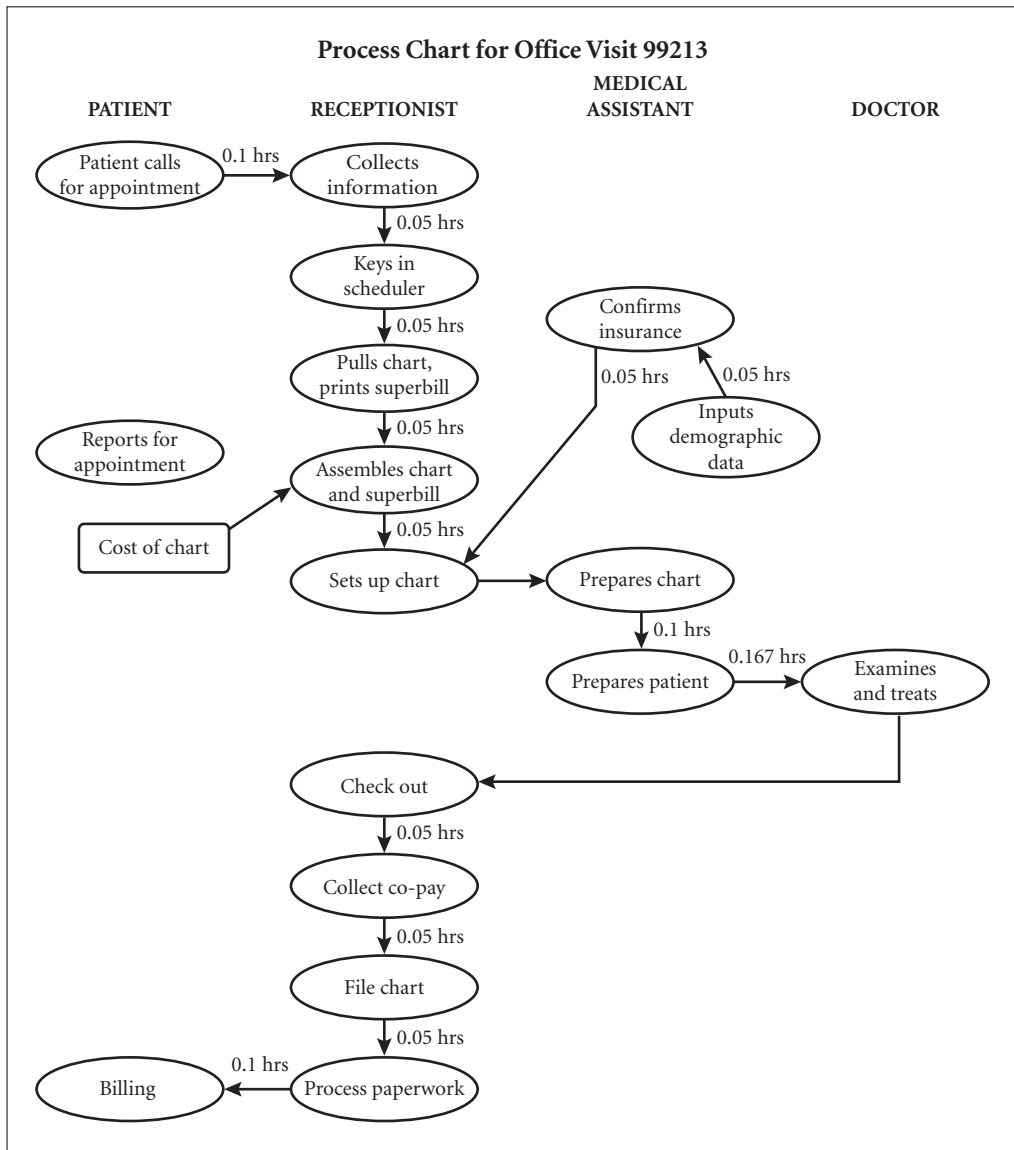 Process Chart for Office Visit 99213
PATIENT
RECEPTIONIST
MEDICAL
ASSISTANT
DOCTOR
Patient calls
for appointment
0.1 hrs
Collects
information
0.05 hrs
Keys in
scheduler
0.05 hrs
Confirms
insurance
Pulls chart,
prints superbill
0.05 hrs
0.05 hrs
Inputs
demographic
data
0.05 hrs
Reports for
appointment
Assembles chart
and superbill
Cost of chart
0.05 hrs
Sets up chart
Prepares chart
0.1 hrs
Prepares patient
0.167 hrs
Examines
and treats
Check out
0.05 hrs
Collect co-pay
0.05 hrs
File chart
0.05 hrs
Process paperwork
0.1 hrs
Billing